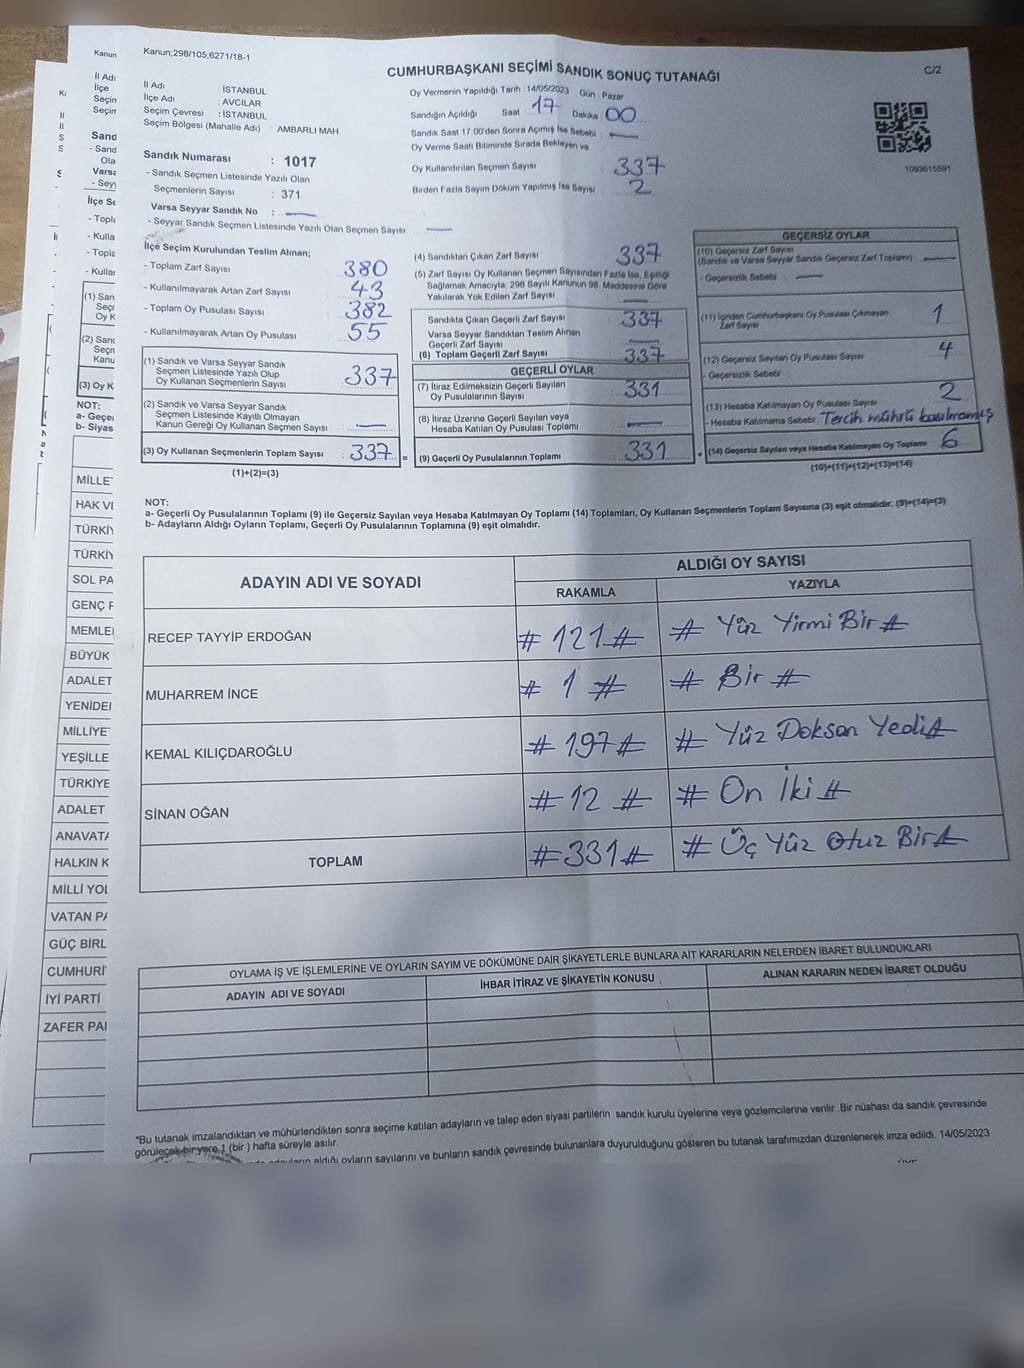 Kanun;298/105;6271/18-1
C/2
CUMHURBAŞKANI SEÇİMİ SANDIK SONUÇ TUTANAĞI
İl Adı : İSTANBUL
İlçe Adı : AVCILAR
Seçim Çevresi : İSTANBUL
Seçim Bölgesi (Mahalle Adı) : AMBARLI MAH
Sandık Numarası : 1017
- Sandık Seçmen Listesinde Yazılı Olan
Seçmenlerin Sayısı : 371
Varsa Seyyar Sandık No :
- Seyyar Sandık Seçmen Listesinde Yazılı Olan Seçmen Sayısı
Oy Vermenin Yapıldığı Tarih : 14/05/2023 Gün : Pazar
Sandığın Açıldığı Saat 17 Dakika : 00
Sandık Saat 17.00'den Sonra Açılmış İse Sebebi :
Oy Verme Saati Bitiminde Sırada Bekleyen ve
Oy Kullandırılan Seçmen Sayısı 337
Birden Fazla Sayım Döküm Yapılmış İse Sayısı 2
1093615591
İlçe Seçim Kurulundan Teslim Alınan;
- Toplam Zarf Sayısı 380
- Kullanılmayarak Artan Zarf Sayısı 43
- Toplam Oy Pusulası Sayısı 382
- Kullanılmayarak Artan Oy Pusulası 55
(1) Sandık ve Varsa Seyyar Sandık
Seçmen Listesinde Yazılı Olup
Oy Kullanan Seçmenlerin Sayısı : 337
(2) Sandık ve Varsa Seyyar Sandık
Seçmen Listesinde Kayıtlı Olmayan
Kanun Gereği Oy Kullanan Seçmen Sayısı :
(3) Oy Kullanan Seçmenlerin Toplam Sayısı : 337 =
(1)+(2)=(3)
(4) Sandıktan Çıkan Zarf Sayısı : 337
(5) Zarf Sayısı Oy Kullanan Seçmen Sayısından Fazla İse, Eşitliği
Sağlamak Amacıyla, 298 Sayılı Kanunun 98. Maddesine Göre
Yakılarak Yok Edilen Zarf Sayısı :
Sandıkta Çıkan Geçerli Zarf Sayısı : 337
Varsa Seyyar Sandıktan Teslim Alınan
Geçerli Zarf Sayısı :
(6) Toplam Geçerli Zarf Sayısı : 337
GEÇERLİ OYLAR
(7) İtiraz Edilmeksizin Geçerli Sayılan
Oy Pusulalarının Sayısı : 331
(8) İtiraz Üzerine Geçerli Sayılan veya
Hesaba Katılan Oy Pusulası Toplamı :
(9) Geçerli Oy Pusulalarının Toplamı : 331 +
GEÇERSİZ OYLAR
(10) Geçersiz Zarf Sayısı
(Sandık ve Varsa Seyyar Sandık Geçersiz Zarf Toplamı) :
- Geçersizlik Sebebi :
(11) İçinden Cumhurbaşkanı Oy Pusulası Çıkmayan
Zarf Sayısı : 1
(12) Geçersiz Sayılan Oy Pusulası Sayısı : 4
- Geçersizlik Sebebi :
(13) Hesaba Katılmayan Oy Pusulası Sayısı : 2
- Hesaba Katılmama Sebebi : Tercih mührü basılmamış
(14) Geçersiz Sayılan veya Hesaba Katılmayan Oy Toplamı : 6
(10)+(11)+(12)+(13)=(14)
NOT:
a- Geçerli Oy Pusulalarının Toplamı (9) ile Geçersiz Sayılan veya Hesaba Katılmayan Oy Toplamı (14) Toplamları, Oy Kullanan Seçmenlerin Toplam Sayısına (3) eşit olmalıdır. (9)+(14)=(3)
b- Adayların Aldığı Oyların Toplamı, Geçerli Oy Pusulalarının Toplamına (9) eşit olmalıdır.
ADAYIN ADI VE SOYADI ALDIĞI OY SAYISI
RAKAMLA YAZIYLA
RECEP TAYYİP ERDOĞAN # 121 # # Yüz Yirmi Bir #
MUHARREM İNCE # 1 # # Bir #
KEMAL KILIÇDAROĞLU # 197 # # Yüz Doksan Yedi #
SİNAN OĞAN # 12 # # On İki #
TOPLAM # 331 # # Üç Yüz Otuz Bir #
OYLAMA İŞ VE İŞLEMLERİNE VE OYLARIN SAYIM VE DÖKÜMÜNE DAİR ŞİKAYETLERLE BUNLARA AİT KARARLARIN NELERDEN İBARET BULUNDUKLARI
ADAYIN ADI VE SOYADI İHBAR İTİRAZ VE ŞİKAYETİN KONUSU ALINAN KARARIN NEDEN İBARET OLDUĞU
*Bu tutanak imzalandıktan ve mühürlendikten sonra seçime katılan adayların ve talep eden siyasi partilerin sandık kurulu üyelerine veya gözlemcilerine verilir .Bir nüshası da sandık çevresinde
görülecek bir yere 1 (bir ) hafta süreyle asılır.
adayların aldığı oyların sayılarını ve bunların sandık çevresinde bulunanlara duyurulduğunu gösteren bu tutanak tarafımızdan düzenlenerek imza edildi. 14/05/2023
Kanun
İl Adı
İlçe
Seçim
Seçim
NOT:
MİLLE
HAK VE
TÜRKİY
TÜRKİY
SOL PA
GENÇ P
MEMLE
BÜYÜK
ADALET
YENİDE
MİLLİYE
YEŞİLLE
TÜRKİYE
ADALET
ANAVATA
HALKIN K
MİLLİ YOL
VATAN PA
GÜÇ BİRL
CUMHURİ
İYİ PARTİ
ZAFER PA